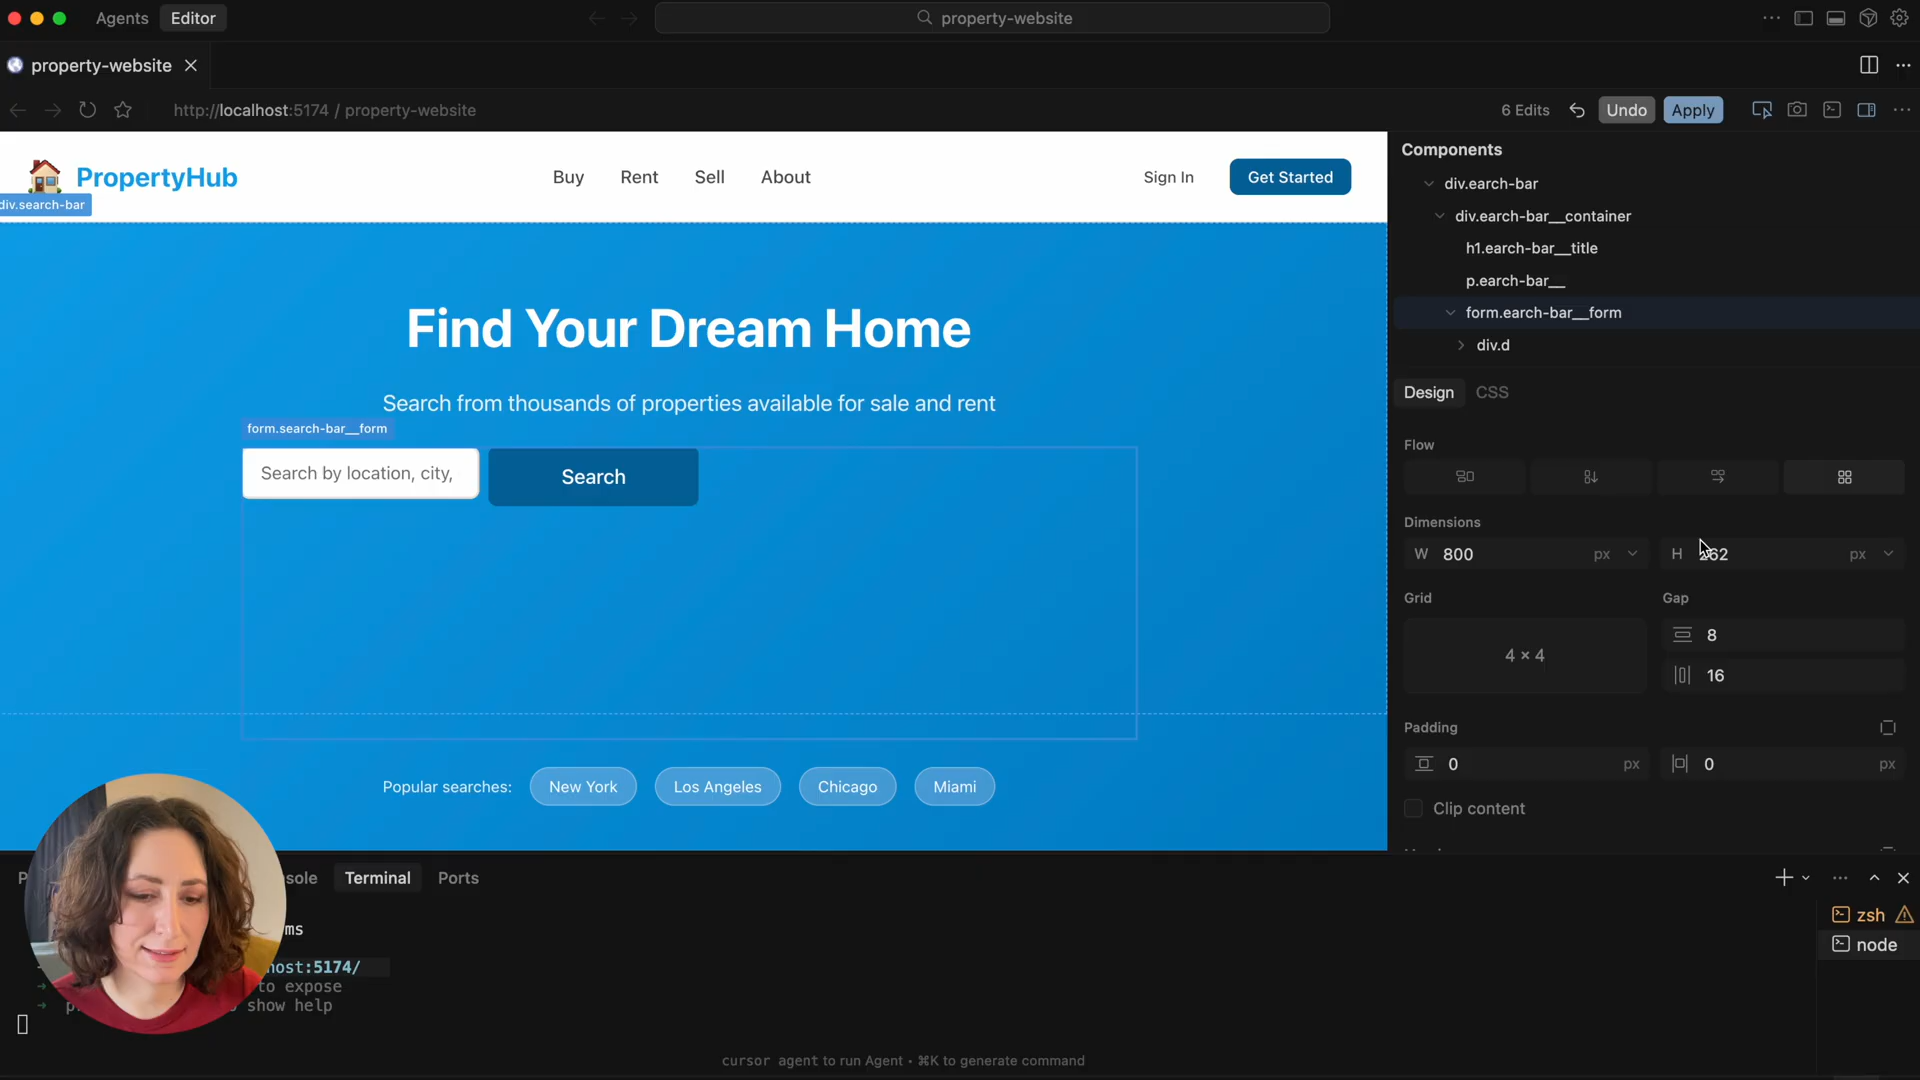 Agents
Editor
property-website
property-website
http://localhost:5174 / property-website
6 Edits
Undo
Apply
PropertyHub
Buy
Rent
Sell
About
Sign In
Get Started
div.search-bar
Find Your Dream Home
Search from thousands of properties available for sale and rent
form.search-bar__form
Search by location, city,
Search
Popular searches:
New York
Los Angeles
Chicago
Miami
Components
div.earch-bar
div.earch-bar__container
h1.earch-bar__title
p.earch-bar__
form.earch-bar__form
div.d
Design
CSS
Flow
Dimensions
W 800 px
H 62 px
Grid
Gap
4 × 4
8
16
Padding
0 px
0 px
Clip content
P
sole
Terminal
Ports
ms
host:5174/
to expose
show help
zsh
node
cursor agent to run Agent • ⌘K to generate command